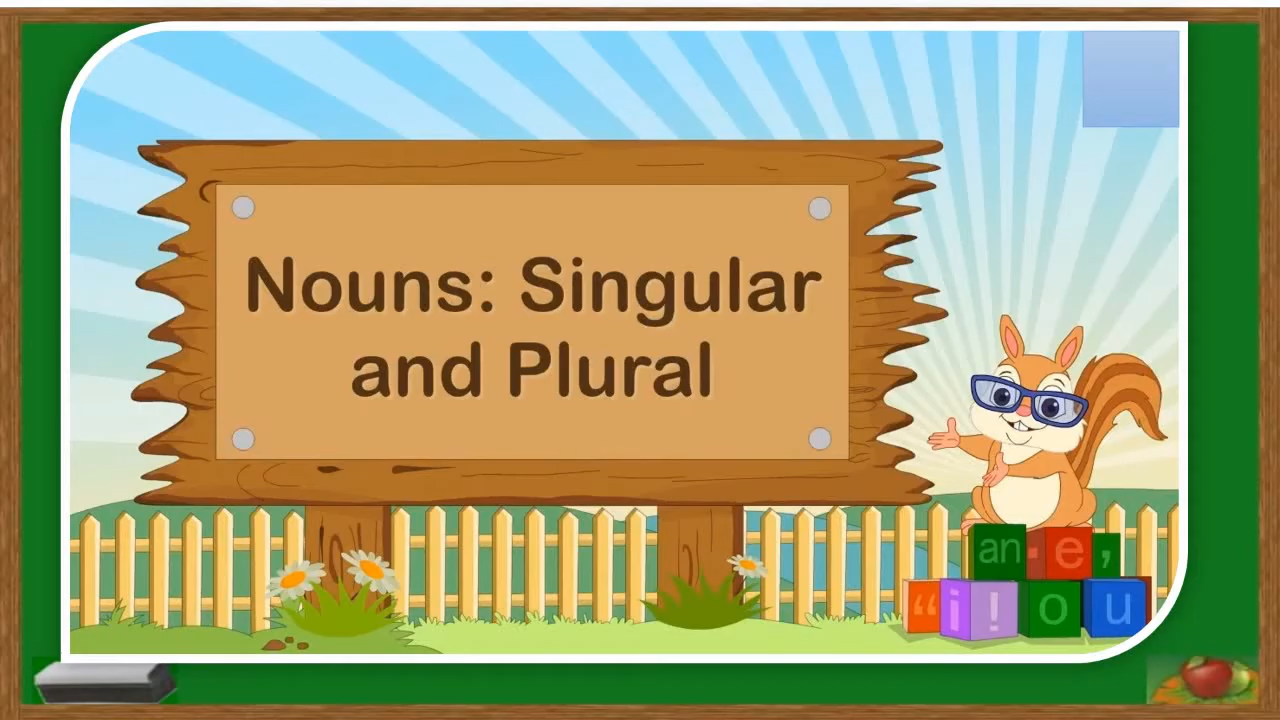 Nouns: Singular
and Plural
an · e ,
“ i ! o u